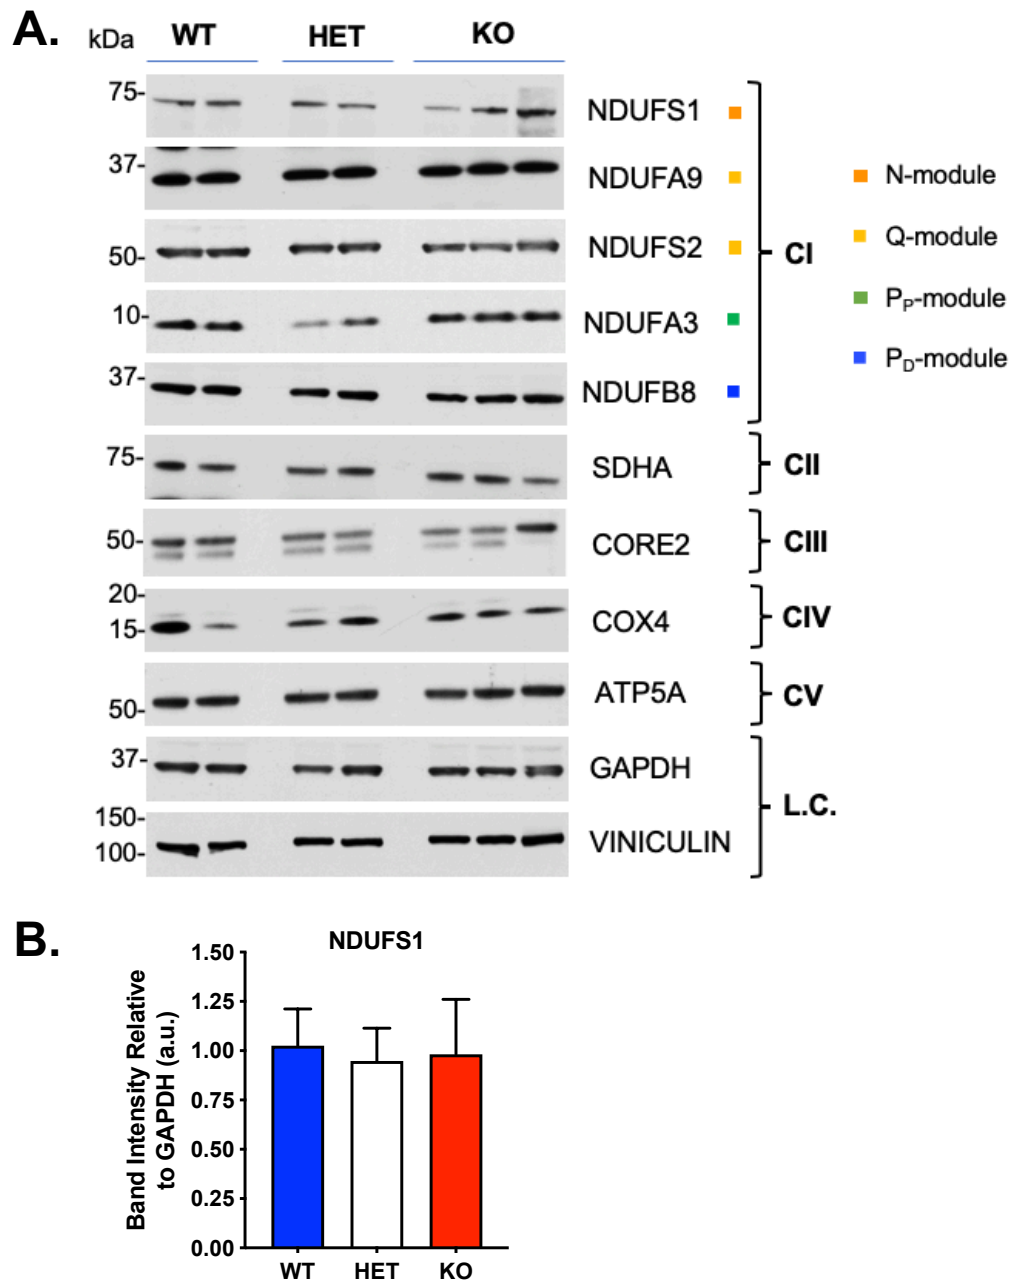 A.
kDa WT HET KO
75- NDUFS1
37- NDUFA9
50- NDUFS2
10- NDUFA3
37- NDUFB8
CI
N-module
Q-module
PP-module
PD-module
75- SDHA CII
50- CORE2 CIII
20-
15- COX4 CIV
50- ATP5A CV
37- GAPDH
L.C.
150-
100- VINICULIN
B.
NDUFS1
Band Intensity Relative
to GAPDH (a.u.)
1.50
1.25
1.00
0.75
0.50
0.25
0.00
WT HET KO